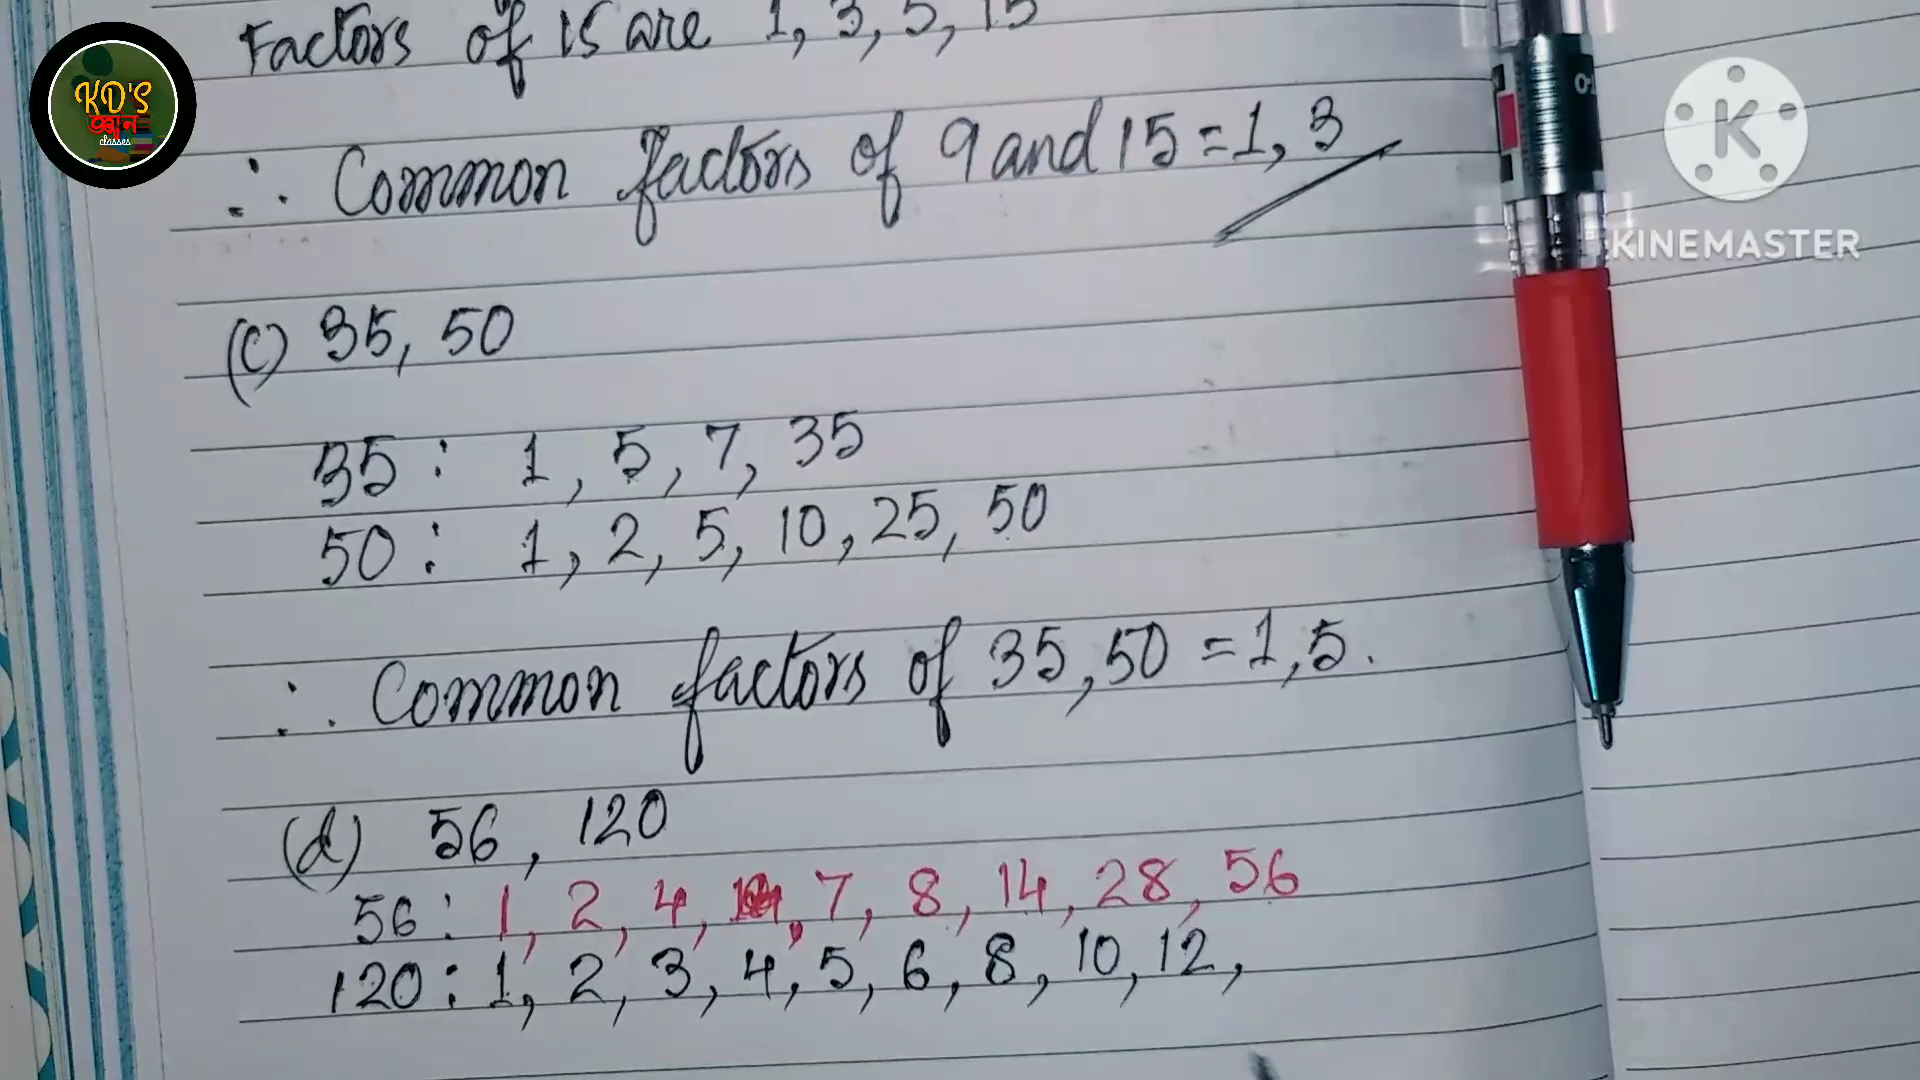 Factors of 15 are 1, 3, 5, 15
KD'S
জ্ঞান
classes
∴ Common factors of 9 and 15 = 1, 3
K
KINEMASTER
(c) 35, 50
35 : 1, 5, 7, 35
50 : 1, 2, 5, 10, 25, 50
∴ Common factors of 35, 50 = 1, 5.
(d) 56, 120
56 : 1, 2, 4, 7, 8, 14, 28, 56
120 : 1, 2, 3, 4, 5, 6, 8, 10, 12,